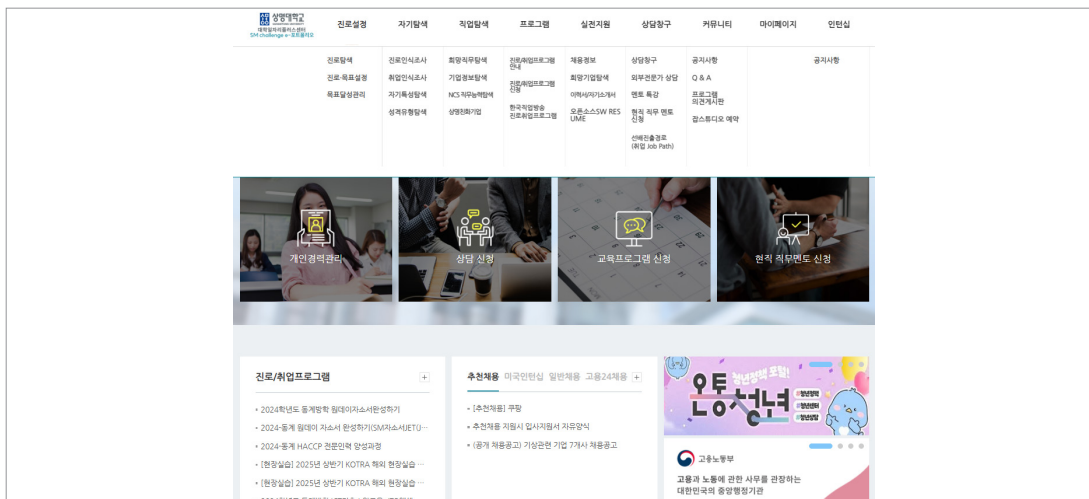 상명대학교
대학일자리플러스센터
SM challenge e-포트폴리오
진로설정
자기탐색
직업탐색
프로그램
실전지원
상담창구
커뮤니티
마이페이지
인턴십
진로탐색
진로·목표설정
목표달성관리
진로인식조사
취업인식조사
자기특성탐색
성격유형탐색
희망직무탐색
기업정보탐색
NCS 직무능력탐색
상명친화기업
진로/취업프로그램
안내
진로/취업프로그램
신청
한국직업방송
진로취업프로그램
채용정보
희망기업탐색
이력서/자기소개서
오픈소스SW RES
UME
상담창구
외부전문가 상담
멘토 특강
현직 직무 멘토
신청
선배진출경로
(취업 Job Path)
공지사항
Q & A
프로그램
의견게시판
잡스튜디오 예약
공지사항
개인경력관리
상담 신청
교육프로그램 신청
현직 직무멘토 신청
진로/취업프로그램 +
2024학년도 동계방학 원데이자소서완성하기
2024-동계 원데이 자소서 완성하기(SM자소서JET(J…
2024-동계 HACCP 전문인력 양성과정
[현장실습] 2025년 상반기 KOTRA 해외 현장실습 …
[현장실습] 2025년 상반기 KOTRA 해외 현장실습 …
추천채용 미국인턴십 일반채용 고용24채용 +
[추천채용] 쿠팡
추천채용 지원시 입사지원서 자유양식
(공개 채용공고) 기상관련 기업 7개사 채용공고
청년정책 포털!
온통청년
#청년정책
#청년센터
#청년상담
고용노동부
고용과 노동에 관한 사무를 관장하는
대한민국의 중앙행정기관